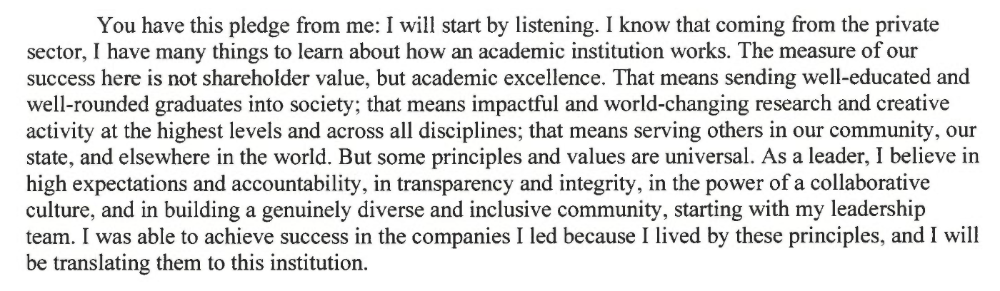 You have this pledge from me: I will start by listening. I know that coming from the private
sector, I have many things to learn about how an academic institution works. The measure of our
success here is not shareholder value, but academic excellence. That means sending well-educated and
well-rounded graduates into society; that means impactful and world-changing research and creative
activity at the highest levels and across all disciplines; that means serving others in our community, our
state, and elsewhere in the world. But some principles and values are universal. As a leader, I believe in
high expectations and accountability, in transparency and integrity, in the power of a collaborative
culture, and in building a genuinely diverse and inclusive community, starting with my leadership
team. I was able to achieve success in the companies I led because I lived by these principles, and I will
be translating them to this institution.